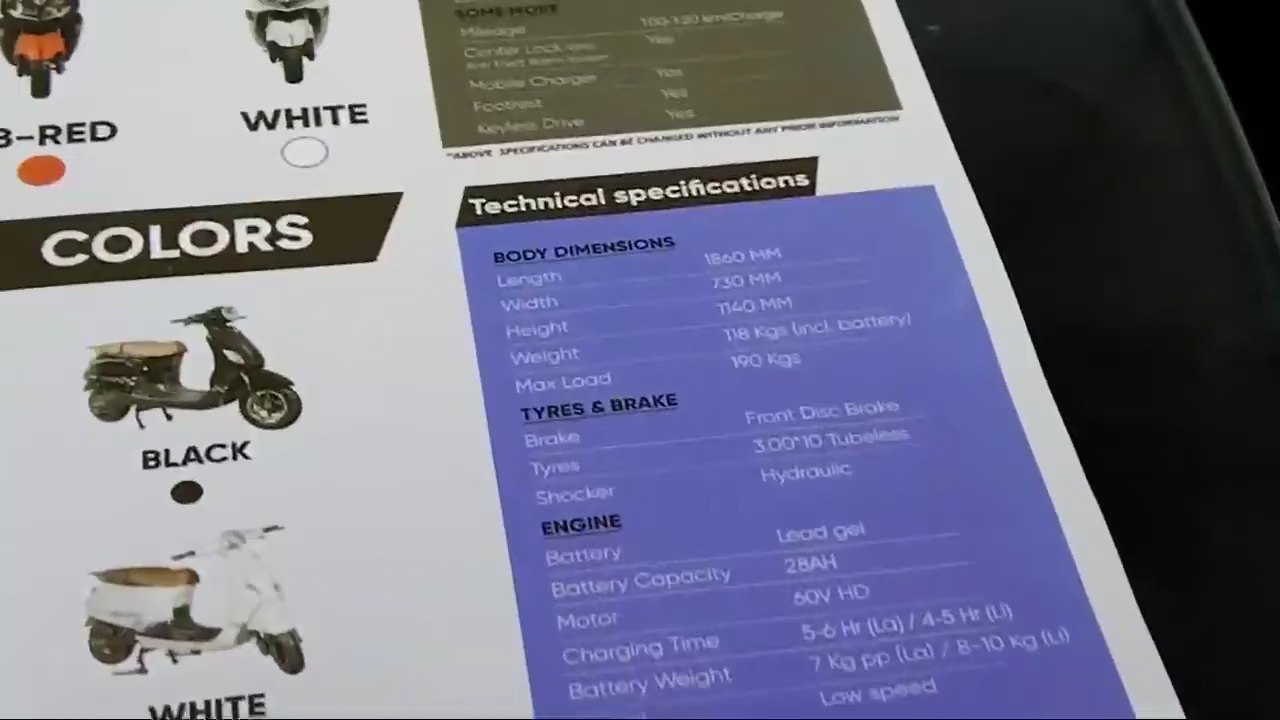 B-RED
WHITE
COLORS
BLACK
WHITE
SOME MORE
Mileage 100-120 km/Charge
Center Lock Yes
Mobile Charger Yes
Footrest Yes
Keyless Drive Yes
*ABOVE SPECIFICATIONS CAN BE CHANGED WITHOUT ANY PRIOR INFORMATION
Technical specifications
BODY DIMENSIONS
Length 1860 MM
Width 730 MM
Height 1140 MM
Weight 118 Kgs (incl. battery)
Max Load 190 Kgs
TYRES & BRAKE
Brake Front Disc Brake
Tyres 3.00*10 Tubeless
Shocker Hydraulic
ENGINE
Battery Lead gel
Battery Capacity 28AH
Motor 60V HD
Charging Time 5-6 Hr (La) / 4-5 Hr (Li)
Battery Weight 7 Kg pp (La) / 8-10 Kg (Li)
Low speed